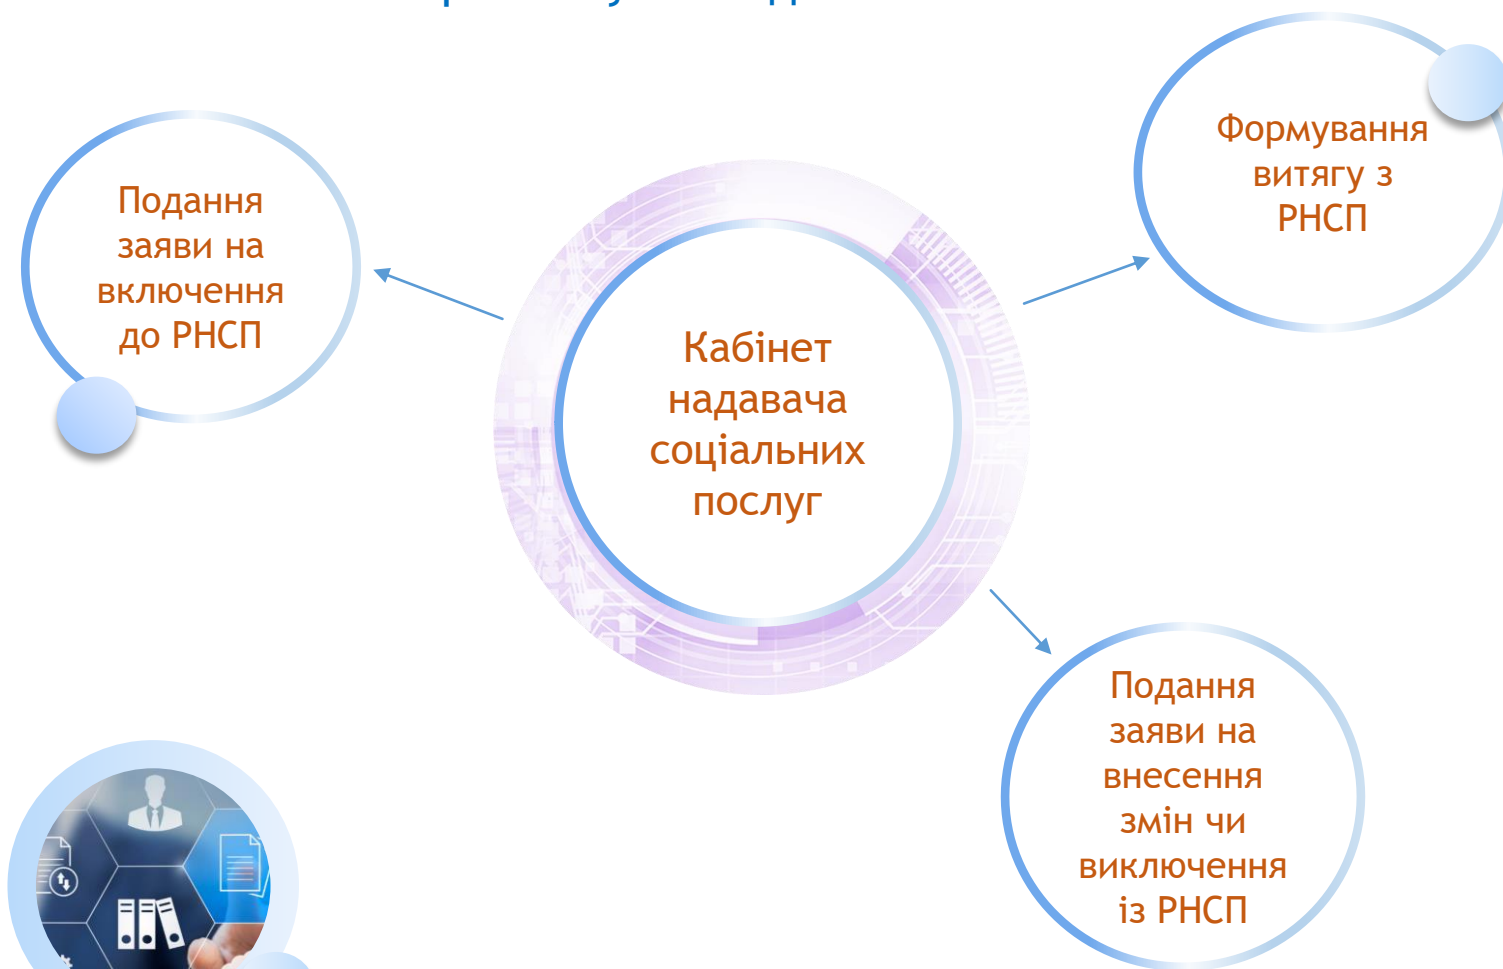 Подання
заяви на
включення
до РНСП
Формування
витягу з
РНСП
Кабінет
надавача
соціальних
послуг
Подання
заяви на
внесення
змін чи
виключення
із РНСП